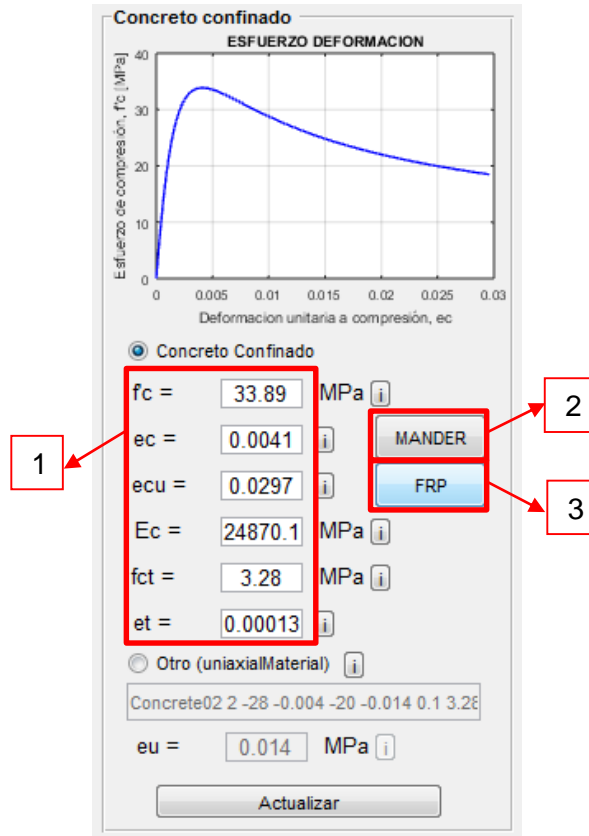 Concreto confinado
ESFUERZO DEFORMACION
Esfuerzo de compresión, f'c [MPa]
40
30
20
10
0
0 0.005 0.01 0.015 0.02 0.025 0.03
Deformacion unitaria a compresión, ec
Concreto Confinado
f'c = 33.89 MPa i
ec = 0.0041 i MANDER
ecu = 0.0297 i FRP
Ec = 24870.1 MPa i
fct = 3.28 MPa i
et = 0.00013 i
1
2
3
Otro (uniaxialMaterial) i
Concrete02 2 -28 -0.004 -20 -0.014 0.1 3.28
eu = 0.014 MPa i
Actualizar